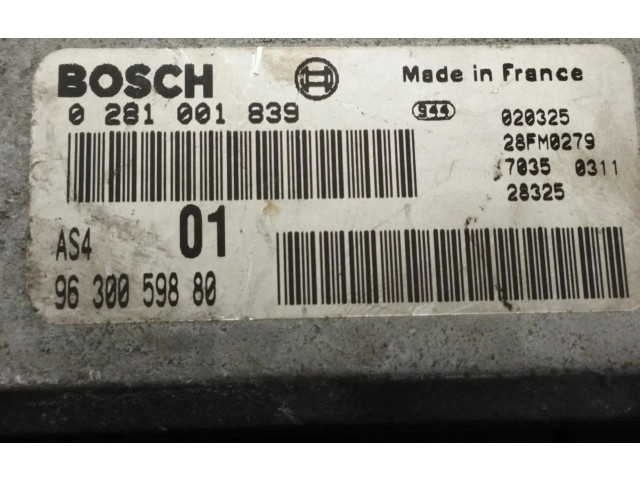 BOSCH
Made in France
0 281 001 839
944
020325
28FM0279
7035 0311
28325
AS4
01
96 300 598 80